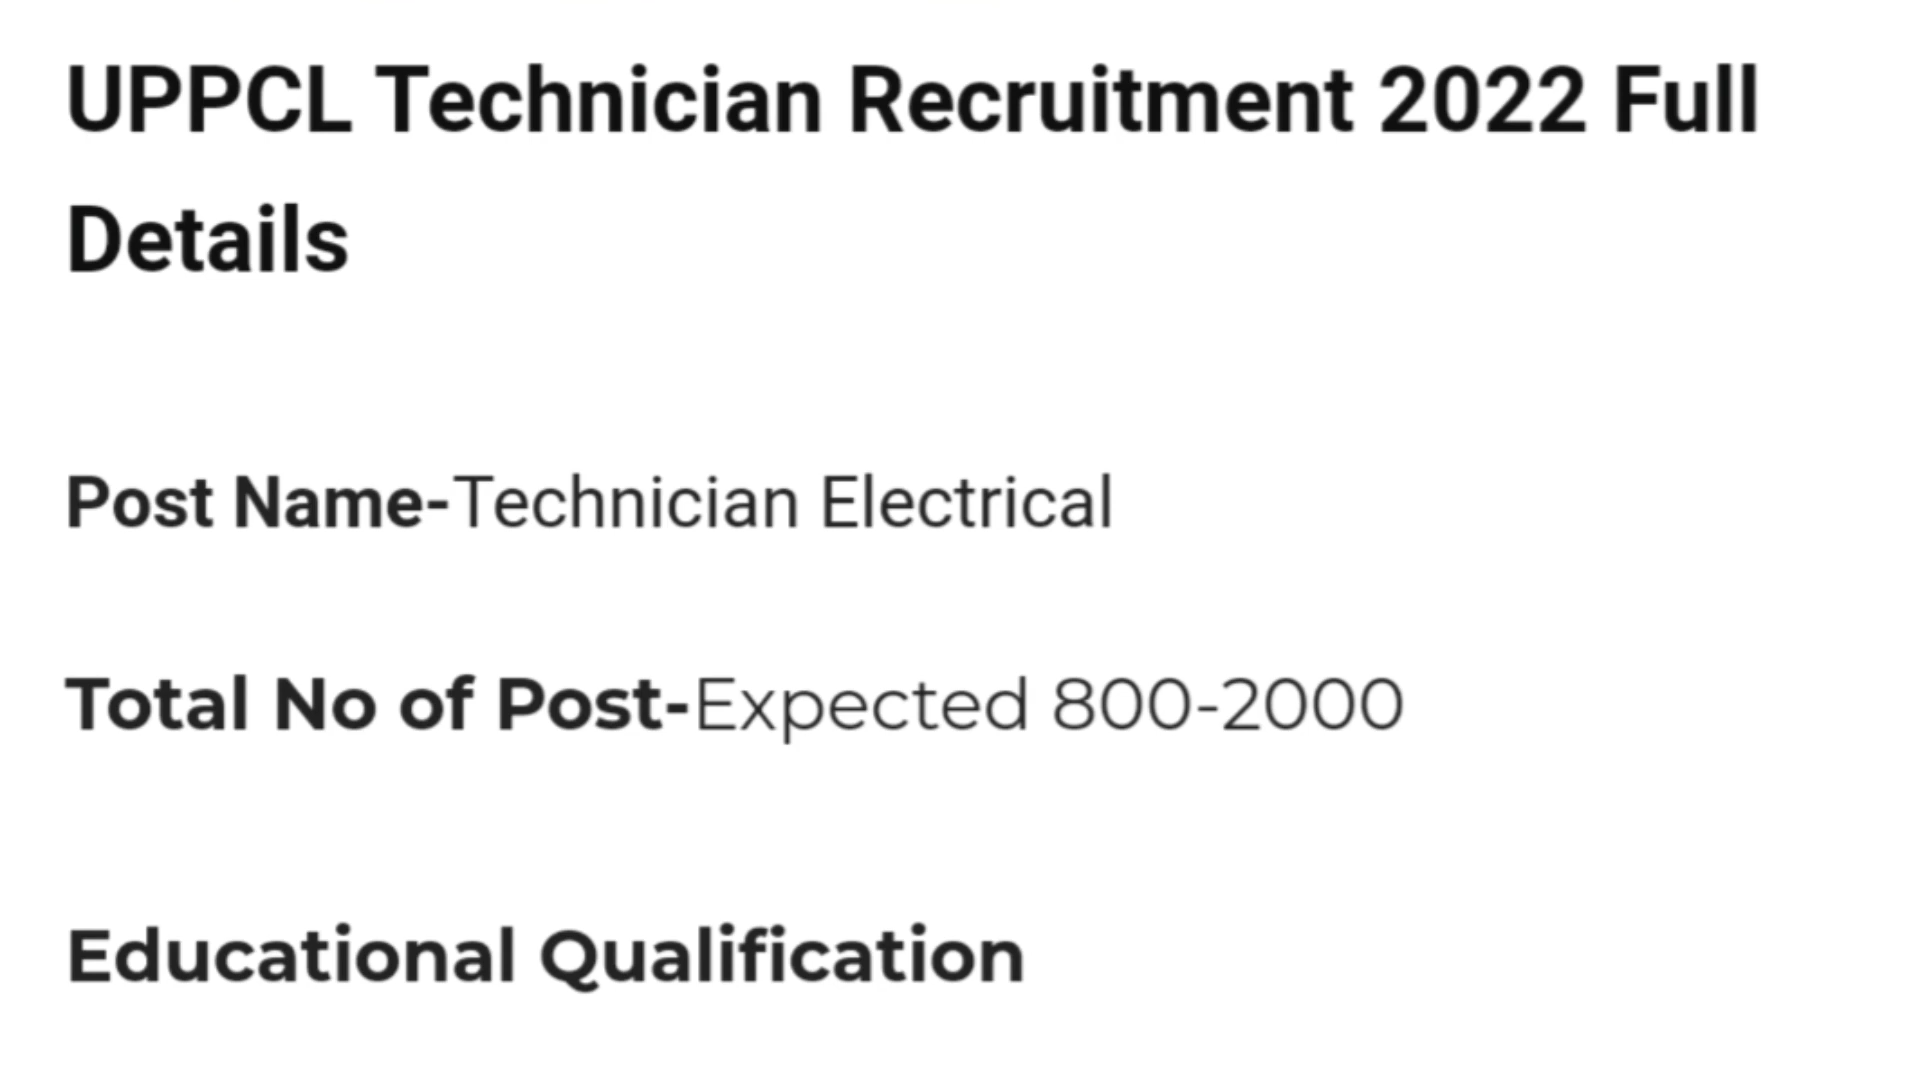 UPPCL Technician Recruitment 2022 Full
Details
Post Name-Technician Electrical
Total No of Post-Expected 800-2000
Educational Qualification